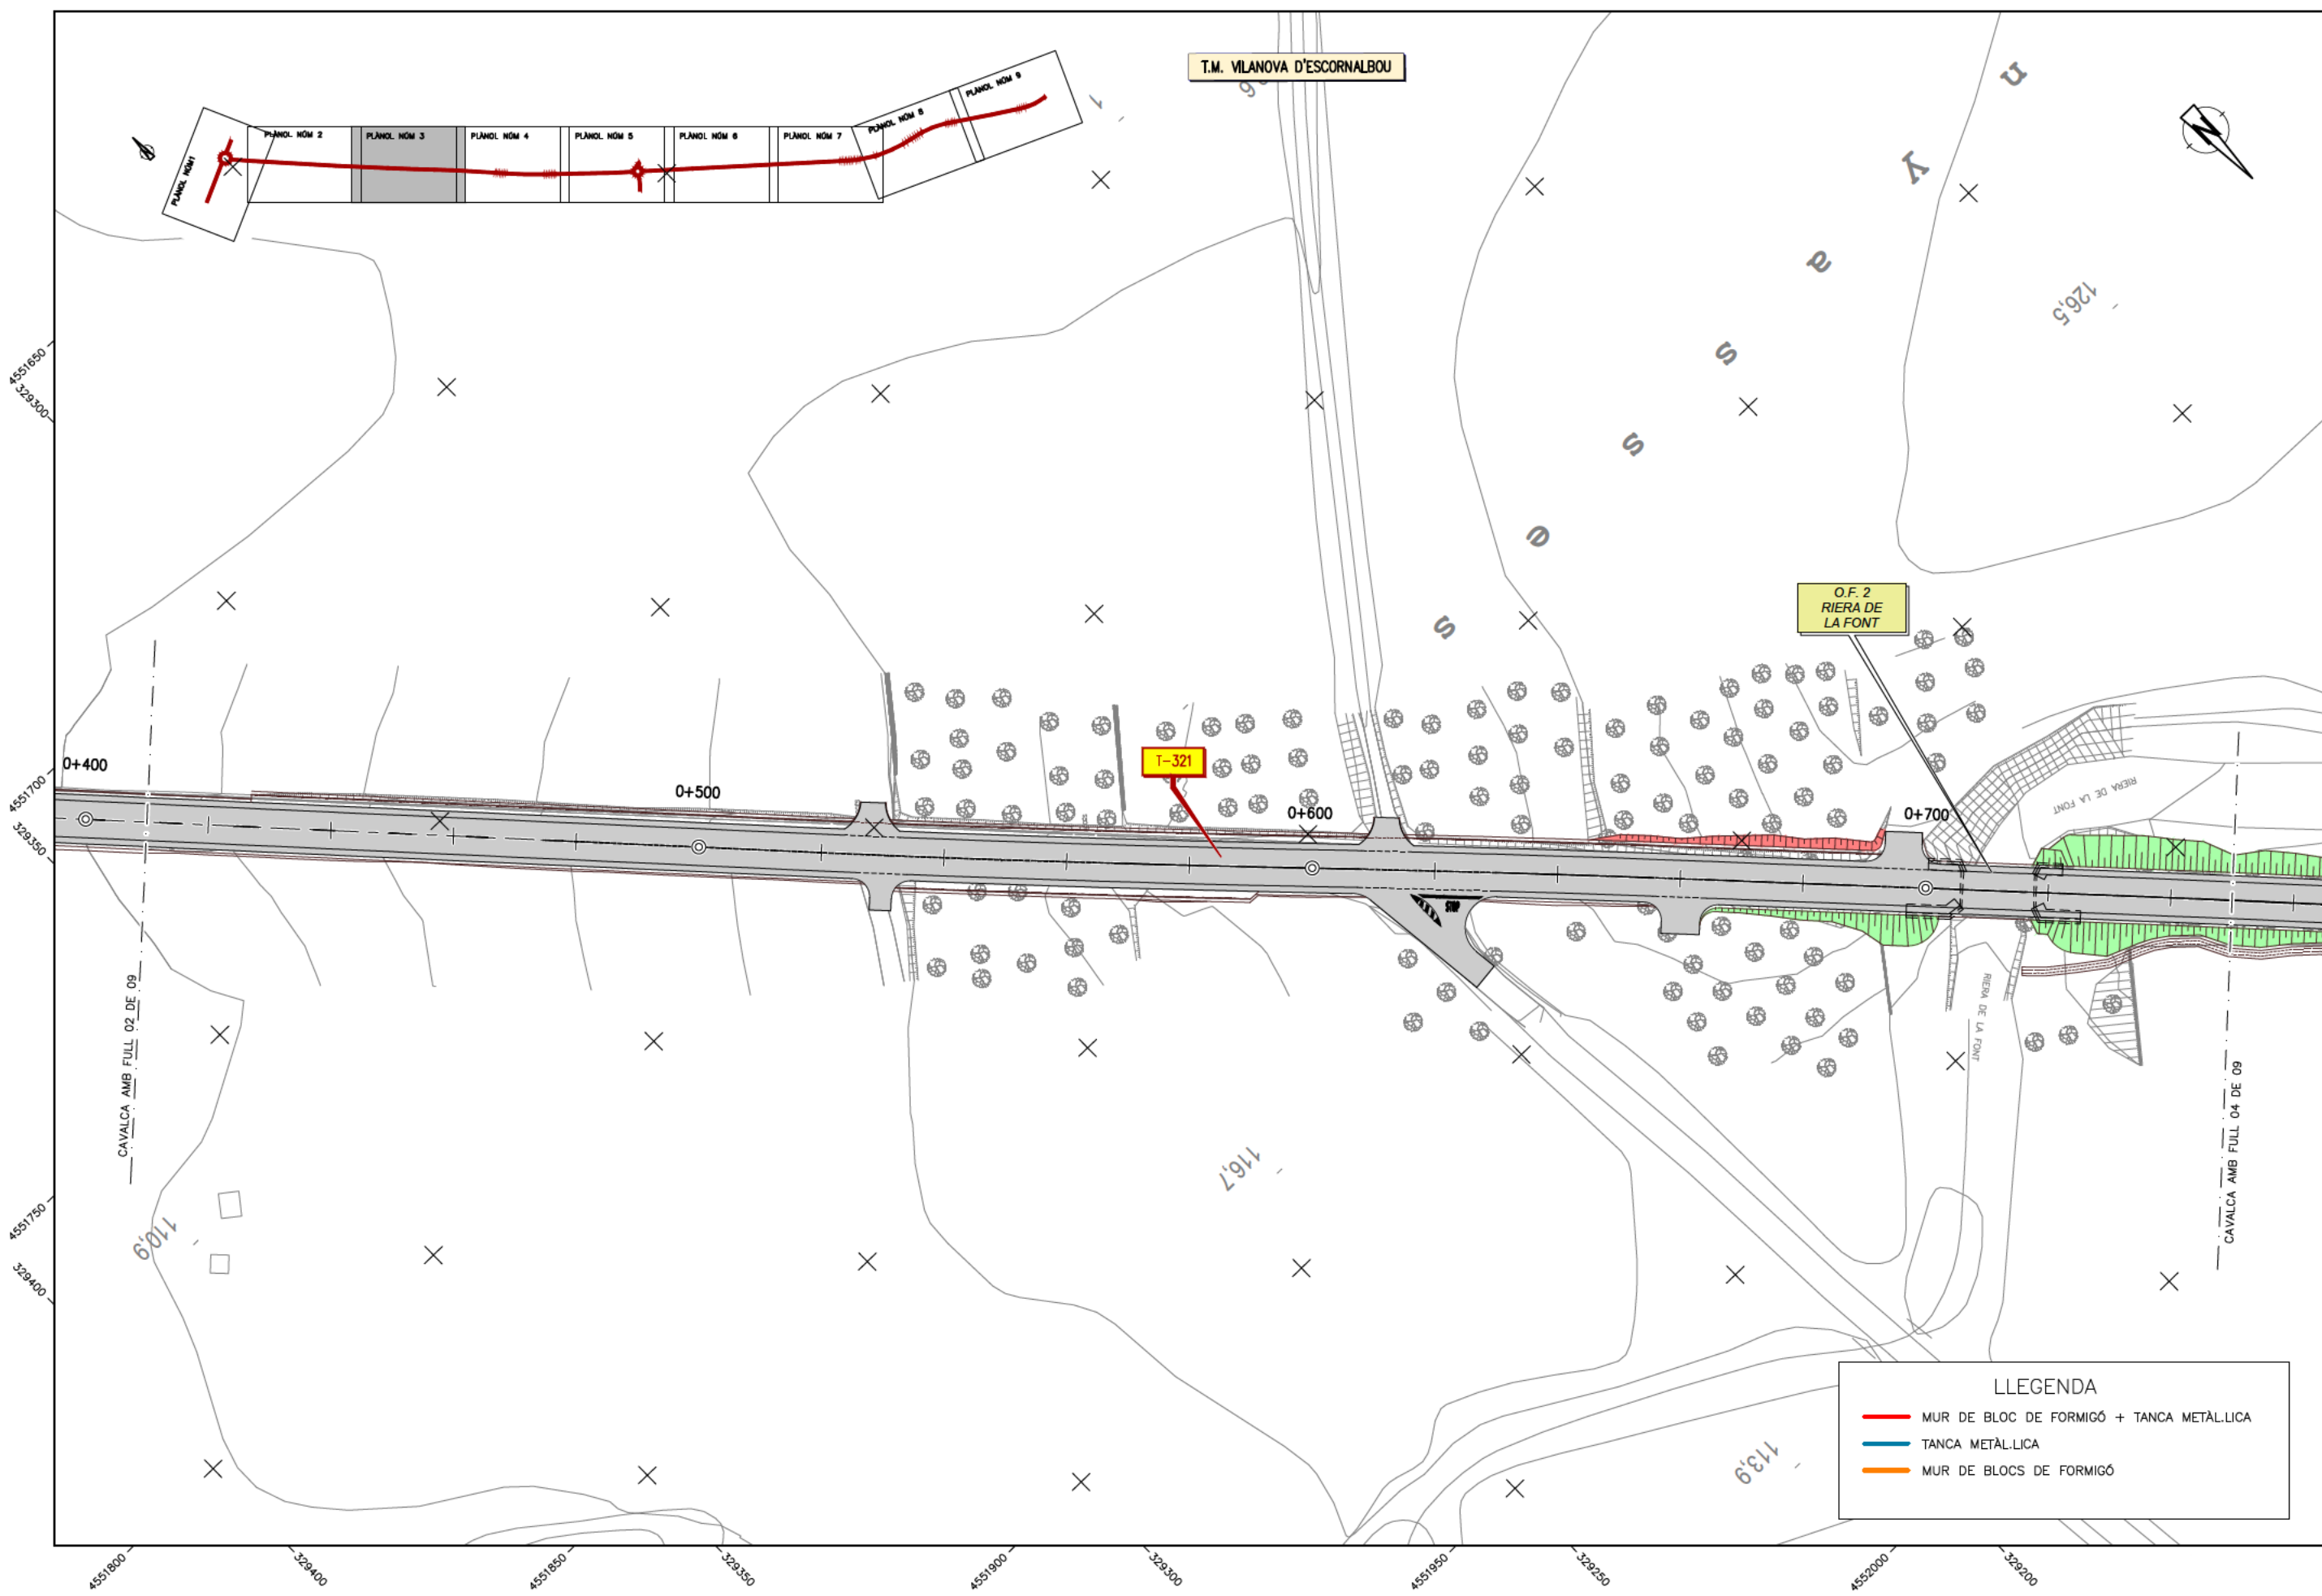 T.M. VILANOVA D'ESCORNALBOU
PLÀNOL NÚM1
PLÀNOL NÚM 2
PLÀNOL NÚM 3
PLÀNOL NÚM 4
PLÀNOL NÚM 5
PLÀNOL NÚM 6
PLÀNOL NÚM 7
PLÀNOL NÚM 8
PLÀNOL NÚM 9
N
s e s s a y u
126,5
4551650
329300
O.F. 2
RIERA DE
LA FONT
T-321
0+400
0+500
0+600
0+700
4551700
329350
STOP
RIERA DE LA FONT
RIERA DE LA FONT
CAVALCA AMB FULL 02 DE 09
CAVALCA AMB FULL 04 DE 09
116,7
110,9
113,9
4551750
329400
LLEGENDA
MUR DE BLOC DE FORMIGÓ + TANCA METÀL.LICA
TANCA METÀL.LICA
MUR DE BLOCS DE FORMIGÓ
4551800
329400
4551850
329350
4551900
329300
4551950
329250
4552000
329200